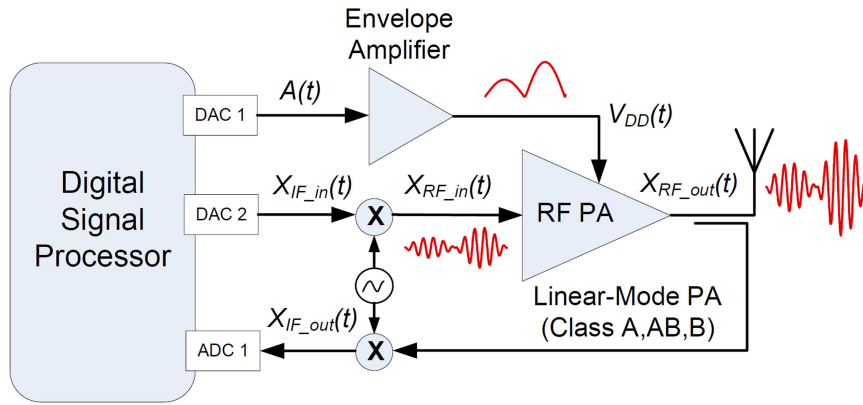 Envelope
Amplifier
DAC 1
A(t)
V_DD(t)
Digital
Signal
Processor
DAC 2
X_IF_in(t)
X
X_RF_in(t)
RF PA
X_RF_out(t)
Linear-Mode PA
(Class A,AB,B)
X_IF_out(t)
ADC 1
X